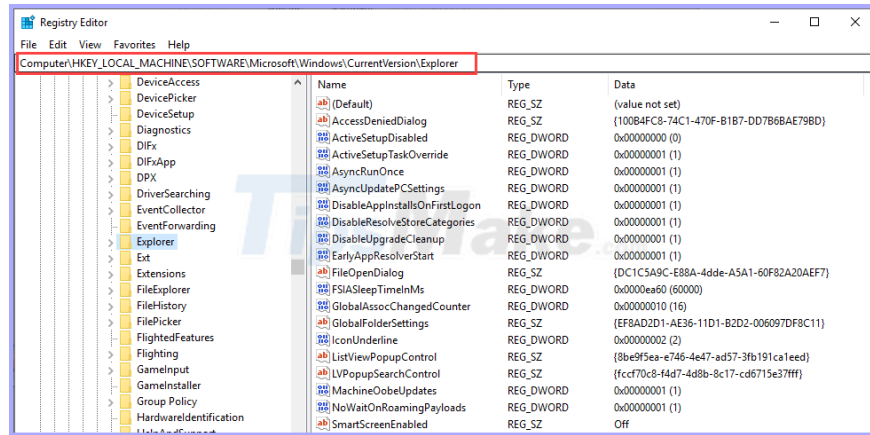 Registry Editor
File Edit View Favorites Help
Computer\HKEY_LOCAL_MACHINE\SOFTWARE\Microsoft\Windows\CurrentVersion\Explorer
DeviceAccess
DevicePicker
DeviceSetup
Diagnostics
DIFx
DIFxApp
DPX
DriverSearching
EventCollector
EventForwarding
Explorer
Ext
Extensions
FileExplorer
FileHistory
FilePicker
FlightedFeatures
Flighting
GameInput
GameInstaller
Group Policy
HardwareIdentification
HelpAndSupport
Name Type Data
(Default) REG_SZ (value not set)
AccessDeniedDialog REG_SZ {100B4FC8-74C1-470F-B1B7-DD7B6BAE79BD}
ActiveSetupDisabled REG_DWORD 0x00000000 (0)
ActiveSetupTaskOverride REG_DWORD 0x00000001 (1)
AsyncRunOnce REG_DWORD 0x00000001 (1)
AsyncUpdatePCSettings REG_DWORD 0x00000001 (1)
DisableAppInstallsOnFirstLogon REG_DWORD 0x00000001 (1)
DisableResolveStoreCategories REG_DWORD 0x00000001 (1)
DisableUpgradeCleanup REG_DWORD 0x00000001 (1)
EarlyAppResolverStart REG_DWORD 0x00000001 (1)
FileOpenDialog REG_SZ {DC1C5A9C-E88A-4dde-A5A1-60F82A20AEF7}
FSIASleepTimeInMs REG_DWORD 0x0000ea60 (60000)
GlobalAssocChangedCounter REG_DWORD 0x00000010 (16)
GlobalFolderSettings REG_SZ {EF8AD2D1-AE36-11D1-B2D2-006097DF8C11}
IconUnderline REG_DWORD 0x00000002 (2)
ListViewPopupControl REG_SZ {8be9f5ea-e746-4e47-ad57-3fb191ca1eed}
LVPopupSearchControl REG_SZ {fccf70c8-f4d7-4d8b-8c17-cd6715e37fff}
MachineOobeUpdates REG_DWORD 0x00000001 (1)
NoWaitOnRoamingPayloads REG_DWORD 0x00000001 (1)
SmartScreenEnabled REG_SZ Off
TipsMake.com